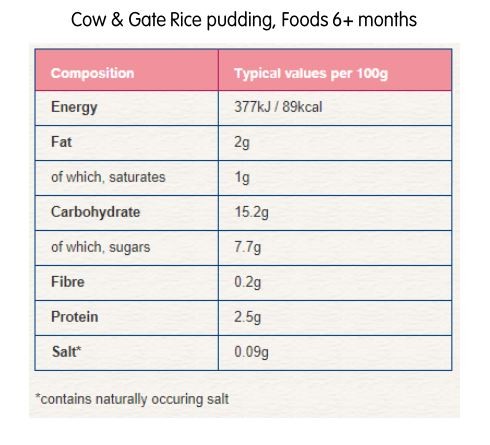 Cow & Gate Rice pudding, Foods 6+ months
Composition Typical values per 100g
Energy 377kJ / 89kcal
Fat 2g
of which, saturates 1g
Carbohydrate 15.2g
of which, sugars 7.7g
Fibre 0.2g
Protein 2.5g
Salt* 0.09g
*contains naturally occuring salt